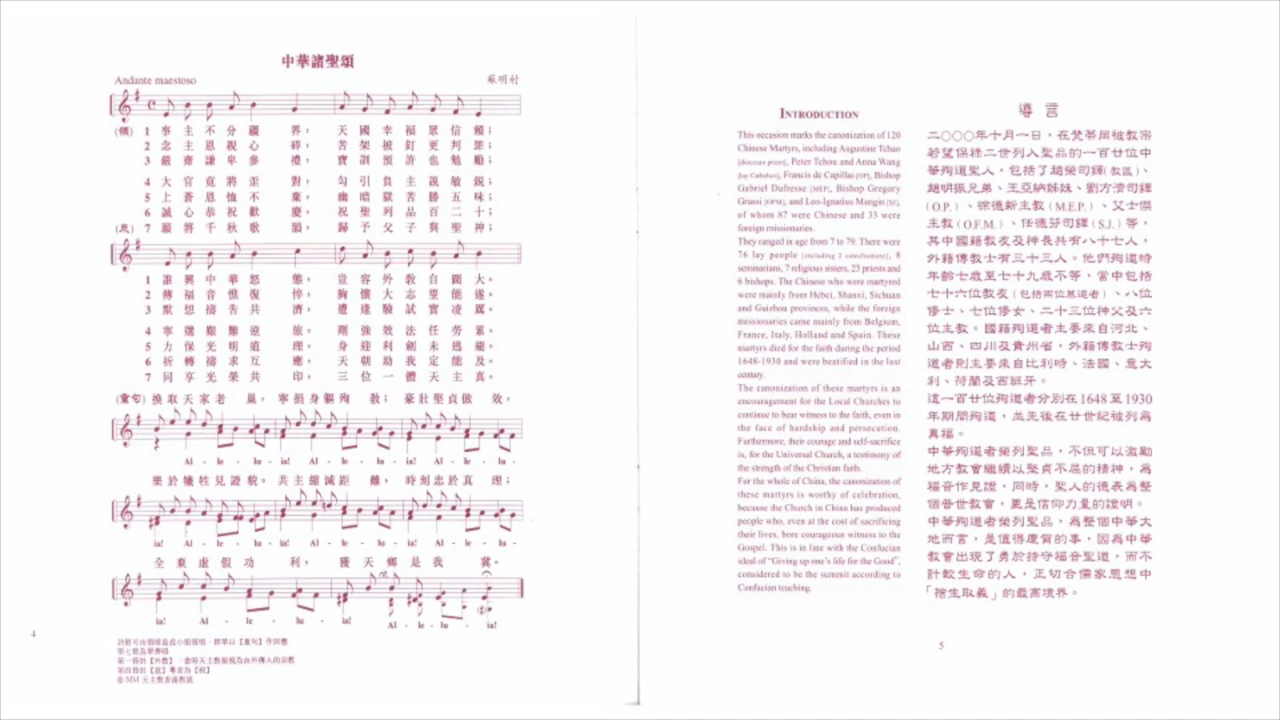 中華諸聖頌
Andante maestoso
蘇明村
(領) 1 事主不分疆界，天國幸福眾信賴；
2 念主恩親心碎，苦架被釘更判罪；
3 嚴齋謙卑參禮，寶訓預許也勉勵；
4 大官竟將歪對，勾引負主說敏銳；
5 上蒼恩恤不棄，幽暗獄苦勝五味；
6 誠心恭祝歡慶，祝聖列品百二十；
7 願將千秋歌頌，歸予父子與聖神；
1 誰興中華怒態，豈容外教自闊大。
2 傳福音憔復悴，胸懷大志望能遂。
3 默想禱告共濟，遭逢驗試實凌厲。
4 寧選艱難遠旅，剛強效法任勞累。
5 力保光明道理，身迎利劍未逃避。
6 祈轉禱求互應，天朝助我定能及。
7 同享光榮共印，三位一體天主真。
(重句) 換取天家老風，寧捐身軀殉教；豪壯堅貞倣效，
Al - le - lu - ia! Al - le - lu - ia! Al - le - lu -
樂於犧牲見證貌。共主縮減距離，時刻忠於真理；
ia! Al - le - lu - ia! Al - le - lu - ia! Al - le - lu -
全棄虛假功利，獲天鄉是我冀。
ia! Al - le - lu - ia! Al - le - lu - ia!
第七節為眾齊唱
© MM 天主教香港教區
4
INTRODUCTION
This occasion marks the canonization of 120
Chinese Martyrs, including Augustine Tchao
[diocesan priest], Peter Tchou and Anna Wang
[lay Catholics], Francis de Capillas [OP], Bishop
Gabriel Dufresse [MEP], Bishop Gregory
Grassi [OFM], and Leo-Ignatius Mangin [SJ],
of whom 87 were Chinese and 33 were
foreign missionaries.
They ranged in age from 7 to 79. There were
76 lay people [including 2 catechumens], 8
seminarians, 7 religious sisters, 23 priests and
6 bishops. The Chinese who were martyred
were mainly from Hebei, Shanxi, Sichuan
and Guizhou provinces, while the foreign
missionaries came mainly from Belgium,
France, Italy, Holland and Spain. These
martyrs died for the faith during the period
1648-1930 and were beatified in the last
century.
The canonization of these martyrs is an
encouragement for the Local Churches to
continue to bear witness to the faith, even in
the face of hardship and persecution.
Furthermore, their courage and self-sacrifice
is, for the Universal Church, a testimony of
the strength of the Christian faith.
For the whole of China, the canonization of
these martyrs is worthy of celebration,
because the Church in China has produced
people who, even at the cost of sacrificing
their lives, bore courageous witness to the
Gospel. This is in line with the Confucian
ideal of "Giving up one's life for the Good",
considered to be the summit according to
Confucian teaching.
導言
二○○○年十月一日，在梵蒂岡被教宗
若望保祿二世列入聖品的一百廿位中
華殉道聖人，包括了趙榮司鐸(教區)、
趙明振兄弟、王亞納姊妹、劉方濟司鐸
(O.P.)、徐德新主教(M.E.P.)、艾士傑
主教(O.F.M.)、任德芬司鐸(S.J.)等，
其中國籍教友及神長共有八十七人，
外籍傳教士有三十三人。他們殉道時
年齡七歲至七十九歲不等，當中包括
七十六位教友(包括兩位慕道者)、八位
修士、七位修女、二十三位神父及六
位主教。國籍殉道者主要來自河北、
山西、四川及貴州省，外籍傳教士殉
道者則主要來自比利時、法國、意大
利、荷蘭及西班牙。
這一百廿位殉道者分別在1648至1930
年期間殉道，並先後在廿世紀被列為
真福。
中華殉道者榮列聖品，不但可以激勵
地方教會繼續以堅貞不屈的精神，為
福音作見證，同時，聖人的德表為整
個普世教會，更是信仰力量的證明。
中華殉道者榮列聖品，為整個中華大
地而言，是值得慶賀的事，因為中華
教會出現了勇於持守福音聖道，而不
計較生命的人，正切合儒家思想中
「捨生取義」的最高境界。
5